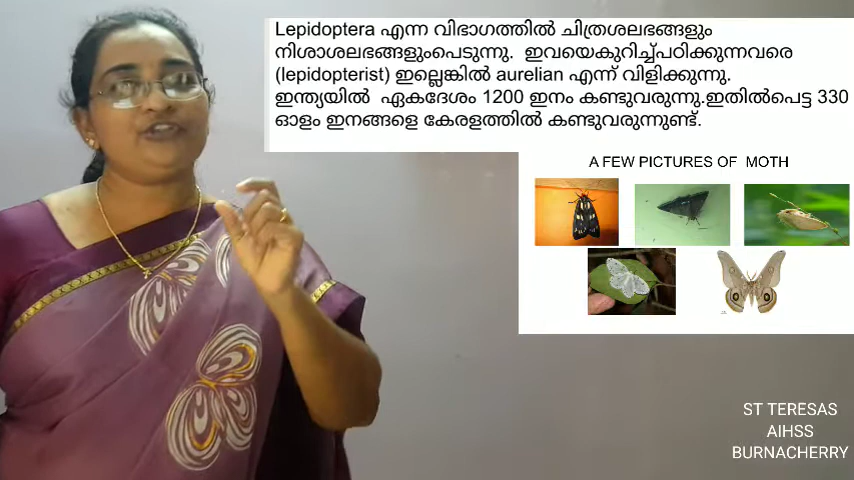 Lepidoptera എന്ന വിഭാഗത്തിൽ ചിത്രശലഭങ്ങളും
നിശാശലഭങ്ങളുംപെടുന്നു. ഇവയെകുറിച്ച്പഠിക്കുന്നവരെ
(lepidopterist) ഇല്ലെങ്കിൽ aurelian എന്ന് വിളിക്കുന്നു.
ഇന്ത്യയിൽ ഏകദേശം 1200 ഇനം കണ്ടുവരുന്നു.ഇതിൽപെട്ട 330
ഓളം ഇനങ്ങളെ കേരളത്തിൽ കണ്ടുവരുന്നുണ്ട്.
A FEW PICTURES OF MOTH
ST TERESAS
AIHSS
BURNACHERRY